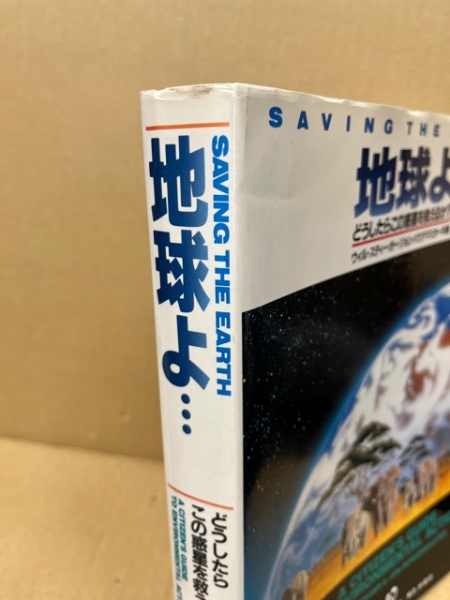 SAVING THE EARTH
地球よ…
どうしたら
この惑星を救え
A CITIZEN'S GUIDE
TO ENVIRONMENTAL ACT
SAVING THE
地球よ
どうしたらこの惑星を救えるか?